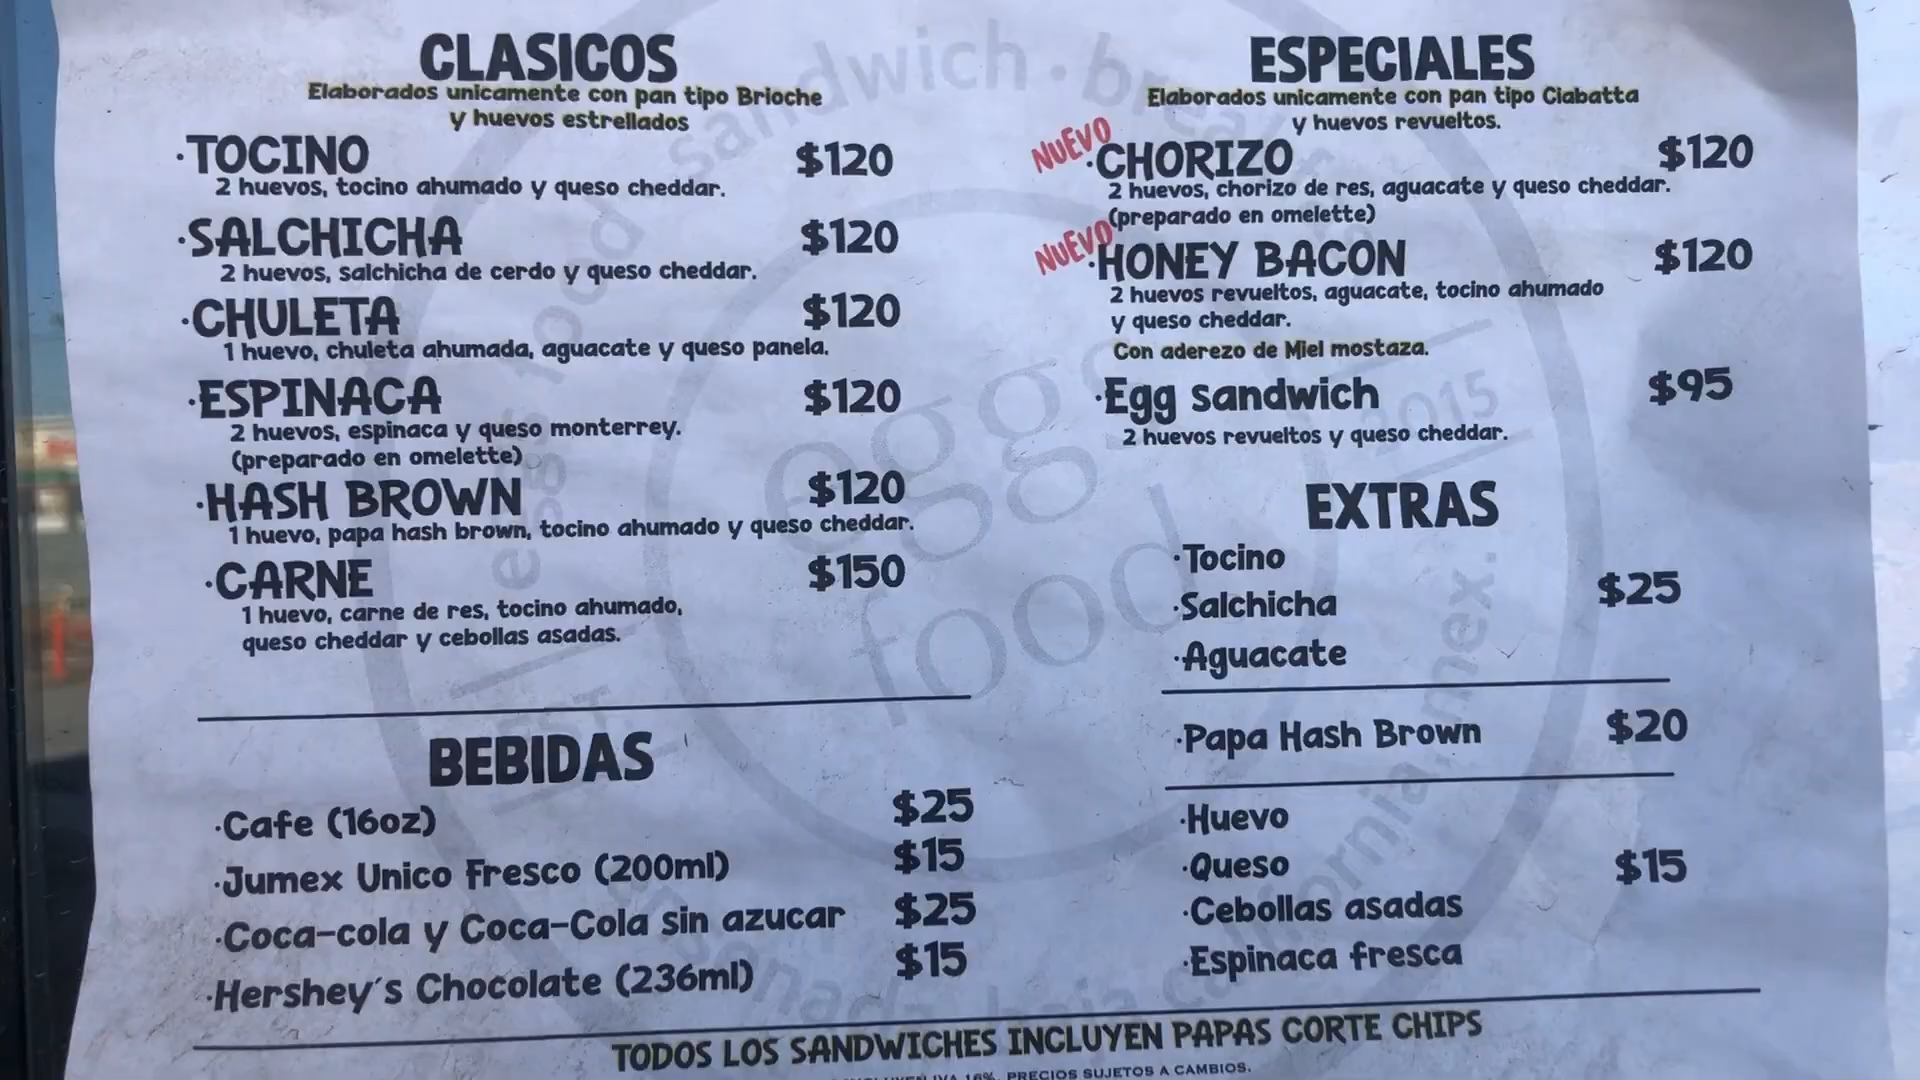 CLASICOS
Elaborados unicamente con pan tipo Brioche
y huevos estrellados
·TOCINO $120
2 huevos, tocino ahumado y queso cheddar.
·SALCHICHA $120
2 huevos, salchicha de cerdo y queso cheddar.
·CHULETA $120
1 huevo, chuleta ahumada, aguacate y queso panela.
·ESPINACA $120
2 huevos, espinaca y queso monterrey.
(preparado en omelette)
·HASH BROWN $120
1 huevo, papa hash brown, tocino ahumado y queso cheddar.
·CARNE $150
1 huevo, carne de res, tocino ahumado,
queso cheddar y cebollas asadas.
BEBIDAS
·Cafe (16oz) $25
·Jumex Unico Fresco (200ml) $15
·Coca-cola y Coca-Cola sin azucar $25
·Hershey's Chocolate (236ml) $15
ESPECIALES
Elaborados unicamente con pan tipo Ciabatta
y huevos revueltos.
NUEVO
·CHORIZO $120
2 huevos, chorizo de res, aguacate y queso cheddar.
(preparado en omelette)
NUEVO
·HONEY BACON $120
2 huevos revueltos, aguacate, tocino ahumado
y queso cheddar.
Con aderezo de Miel mostaza.
·Egg sandwich $95
2 huevos revueltos y queso cheddar.
EXTRAS
·Tocino
·Salchicha $25
·Aguacate
·Papa Hash Brown $20
·Huevo
·Queso $15
·Cebollas asadas
·Espinaca fresca
TODOS LOS SANDWICHES INCLUYEN PAPAS CORTE CHIPS
IVA 16%. PRECIOS SUJETOS A CAMBIOS.
eggs food
2015